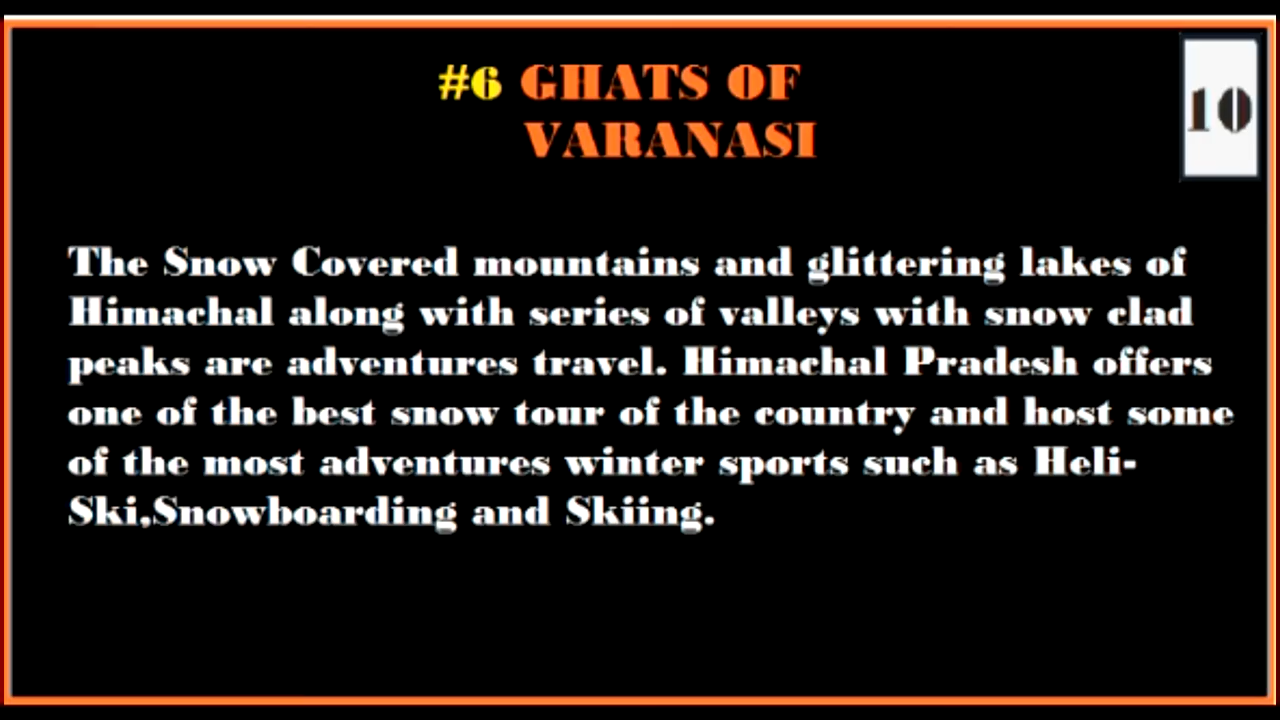 #6 GHATS OF
VARANASI
10
The Snow Covered mountains and glittering lakes of
Himachal along with series of valleys with snow clad
peaks are adventures travel. Himachal Pradesh offers
one of the best snow tour of the country and host some
of the most adventures winter sports such as Heli-
Ski,Snowboarding and Skiing.